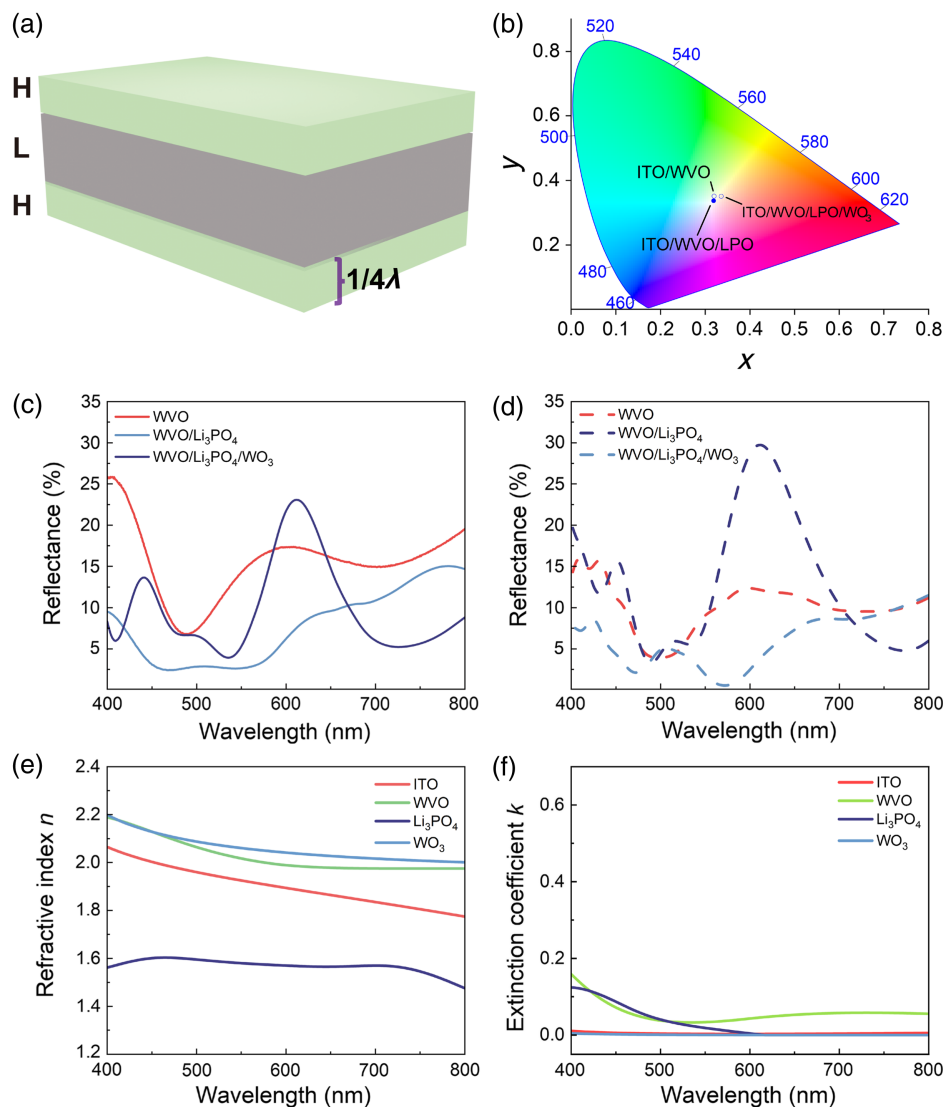 (a)
H
L
H
1/4λ
(b)
y
0.8
0.6
0.4
0.2
520
540
560
580
600
620
500
480
460
ITO/WVO
ITO/WVO/LPO/WO₃
ITO/WVO/LPO
0.0 0.1 0.2 0.3 0.4 0.5 0.6 0.7 0.8
x
(c)
Reflectance (%)
35
30
25
20
15
10
5
WVO
WVO/Li₃PO₄
WVO/Li₃PO₄/WO₃
400 500 600 700 800
Wavelength (nm)
(d)
Reflectance (%)
35
30
25
20
15
10
5
WVO
WVO/Li₃PO₄
WVO/Li₃PO₄/WO₃
400 500 600 700 800
Wavelength (nm)
(e)
Refractive index n
2.4
2.2
2.0
1.8
1.6
1.4
1.2
ITO
WVO
Li₃PO₄
WO₃
400 500 600 700 800
Wavelength (nm)
(f)
Extinction coefficient k
0.6
0.4
0.2
0.0
ITO
WVO
Li₃PO₄
WO₃
400 500 600 700 800
Wavelength (nm)